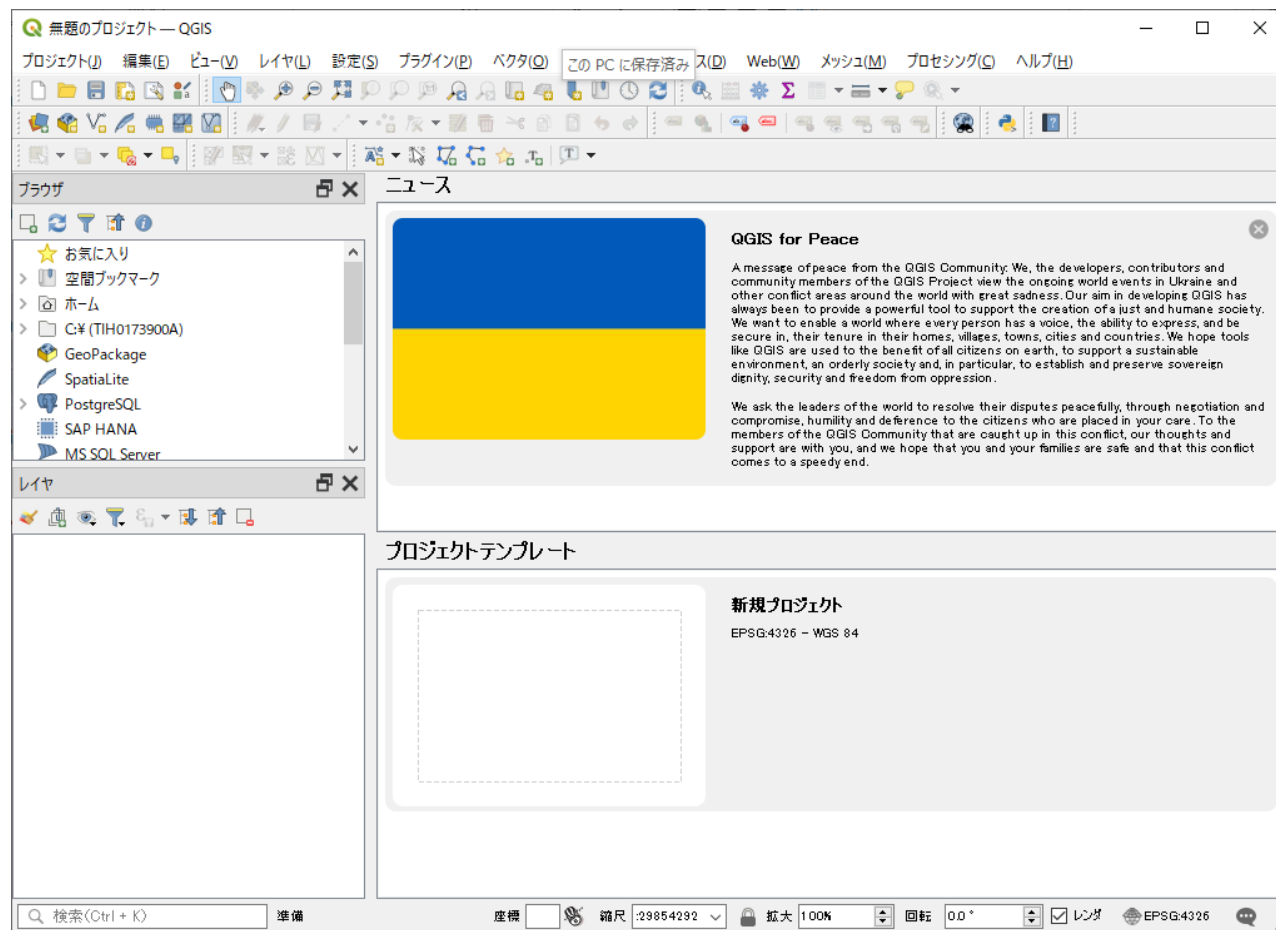 無題のプロジェクト — QGIS
プロジェクト(J) 編集(E) ビュー(V) レイヤ(L) 設定(S) プラグイン(P) ベクタ(O) この PC に保存済み ス(D) Web(W) メッシュ(M) プロセシング(C) ヘルプ(H)
ブラウザ
お気に入り
空間ブックマーク
ホーム
C:¥ (TIH0173900A)
GeoPackage
SpatiaLite
PostgreSQL
SAP HANA
MS SQL Server
レイヤ
ニュース
QGIS for Peace
A message of peace from the QGIS Community: We, the developers, contributors and
community members of the QGIS Project view the ongoing world events in Ukraine and
other conflict areas around the world with great sadness. Our aim in developing QGIS has
always been to provide a powerful tool to support the creation of a just and humane society.
We want to enable a world where every person has a voice, the ability to express, and be
secure in, their tenure in their homes, villages, towns, cities and countries. We hope tools
like QGIS are used to the benefit of all citizens on earth, to support a sustainable
environment, an orderly society and, in particular, to establish and preserve sovereign
dignity, security and freedom from oppression.
We ask the leaders of the world to resolve their disputes peacefully, through negotiation and
compromise, humility and deference to the citizens who are placed in your care. To the
members of the QGIS Community that are caught up in this conflict, our thoughts and
support are with you, and we hope that you and your families are safe and that this conflict
comes to a speedy end.
プロジェクトテンプレート
新規プロジェクト
EPSG:4326 - WGS 84
検索(Ctrl + K) 準備 座標 縮尺 :29854292 拡大 100% 回転 0.0 ° レンダ EPSG:4326